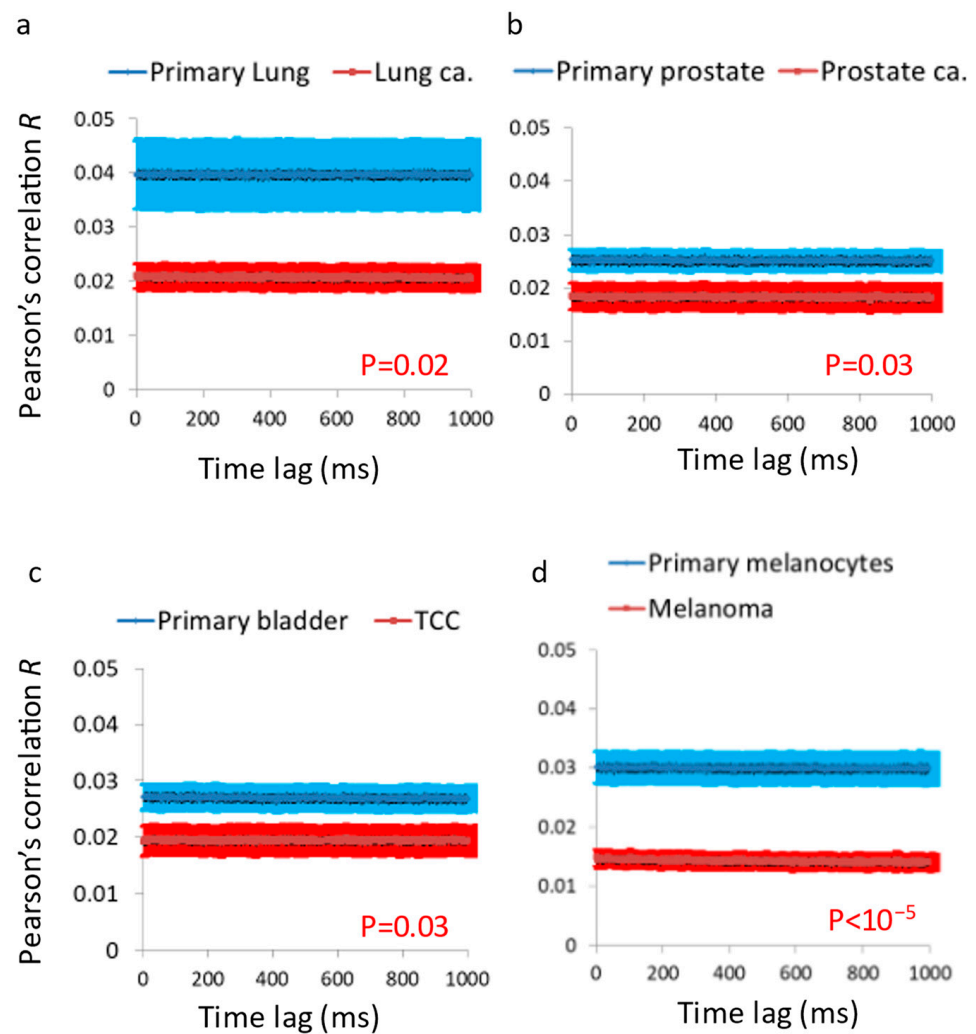 a
Primary Lung Lung ca.
Pearson's correlation R
0.05
0.04
0.03
0.02
0.01
0
P=0.02
0 200 400 600 800 1000
Time lag (ms)
b
Primary prostate Prostate ca.
0.05
0.04
0.03
0.02
0.01
0
P=0.03
0 200 400 600 800 1000
Time lag (ms)
c
Primary bladder TCC
Pearson's correlation R
0.05
0.04
0.03
0.02
0.01
0
P=0.03
0 200 400 600 800 1000
Time lag (ms)
d
Primary melanocytes
Melanoma
0.05
0.04
0.03
0.02
0.01
0
P<10⁻⁵
0 200 400 600 800 1000
Time lag (ms)